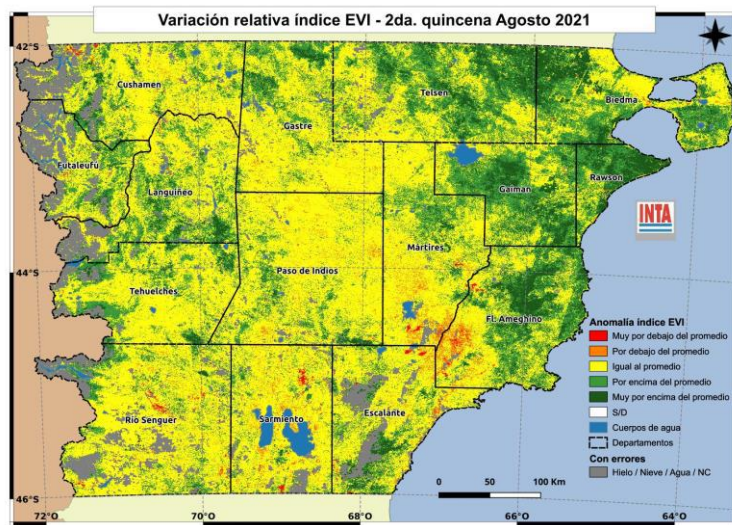 Variación relativa índice EVI - 2da. quincena Agosto 2021
42°S
Cushamen
Telsen
Biedma
Gastre
Futaleufú
Languiñeo
Gaiman
Rawson
INTA
Mártires
44°S
Paso de Indios
Tehuelches
Fl. Ameghino
Anomalía índice EVI
Muy por debajo del promedio
Por debajo del promedio
Igual al promedio
Por encima del promedio
Muy por encima del promedio
S/D
Cuerpos de agua
Departamentos
Con errores
Hielo / Nieve / Agua / NC
Escalante
Río Senguer
Sarmiento
0 50 100 Km
46°S
72°O 70°O 68°O 66°O 64°O